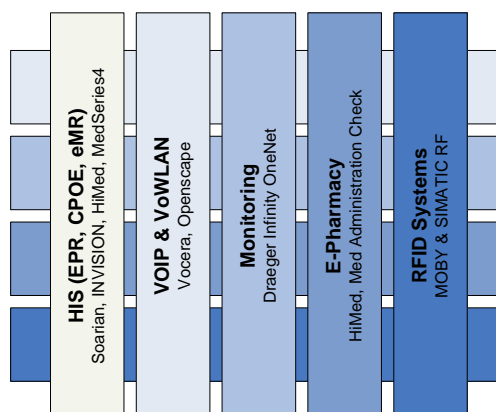 HIS (EPR, CPOE, eMR)
Soarian, INVISION, HiMed, MedSeries4
VOIP & VoWLAN
Vocera, Openscape
Monitoring
Draeger Infinity OneNet
E-Pharmacy
HiMed, Med Administration Check
RFID Systems
MOBY & SIMATIC RF